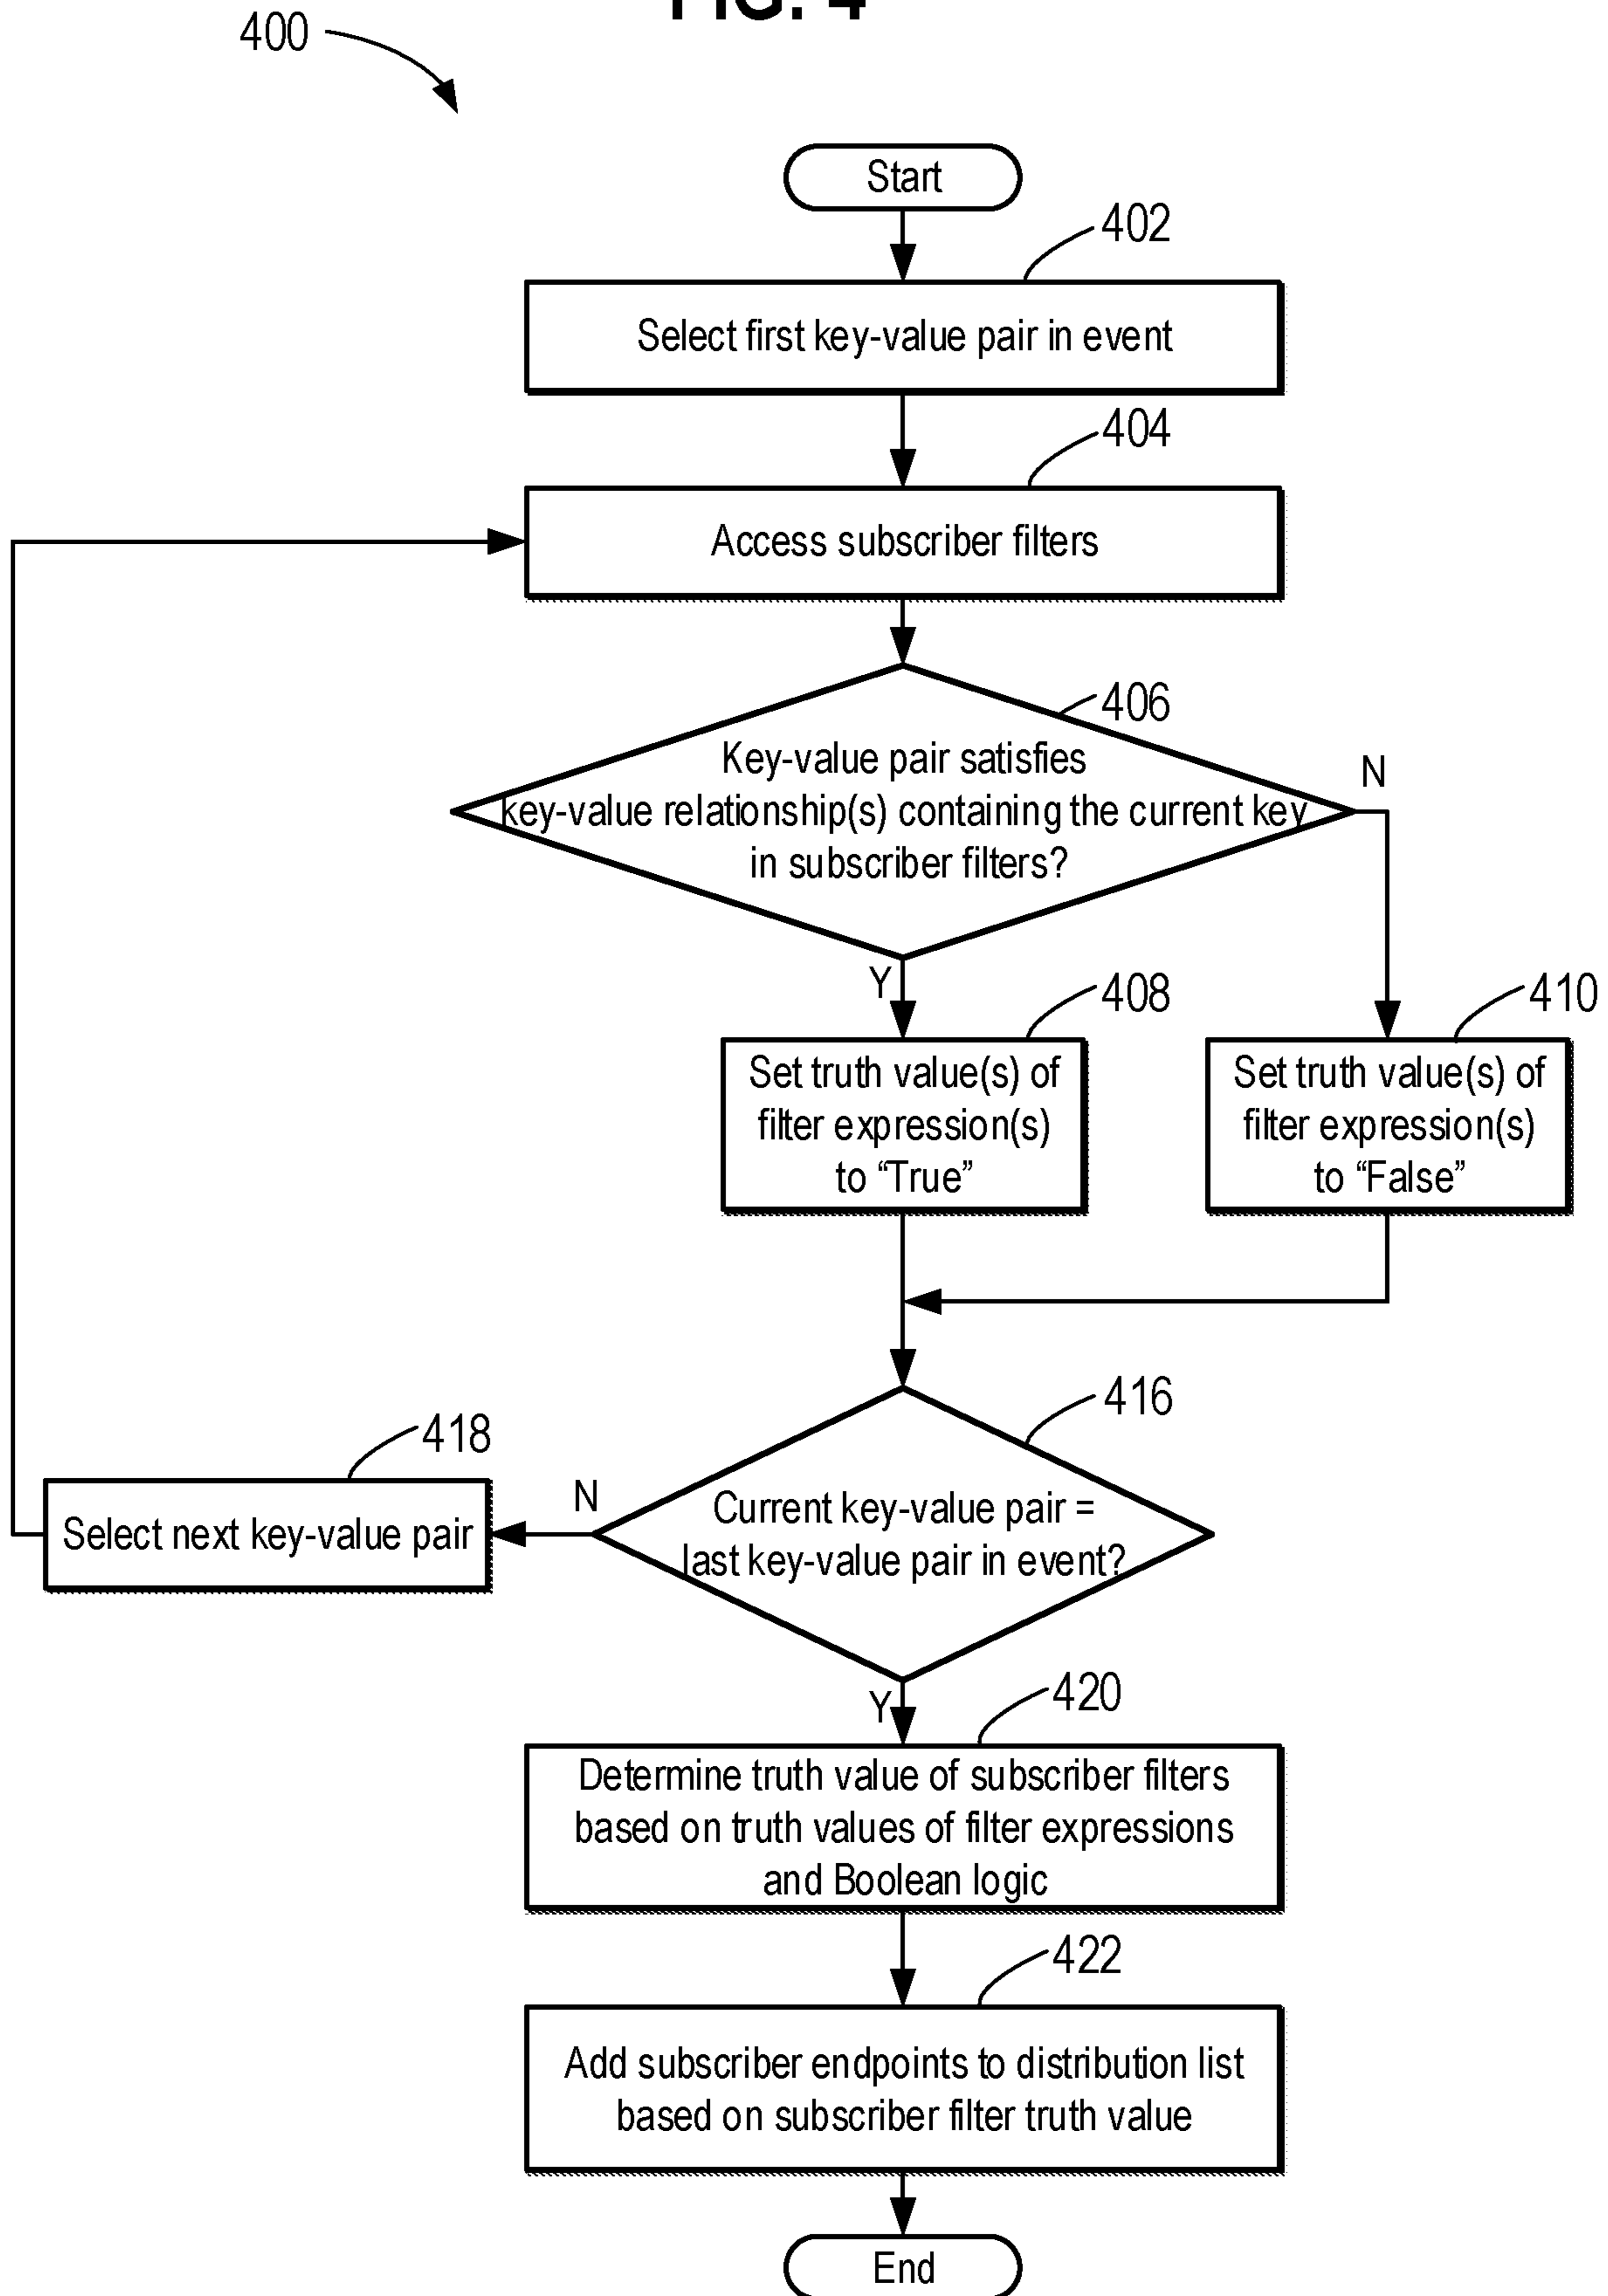 FIG. 4
400
Start
402
Select first key-value pair in event
404
Access subscriber filters
406
Key-value pair satisfies
key-value relationship(s) containing the current key
in subscriber filters?
N
Y
408
410
Set truth value(s) of
filter expression(s)
to “True”
Set truth value(s) of
filter expression(s)
to “False”
416
418
N
Current key-value pair =
last key-value pair in event?
Select next key-value pair
Y
420
Determine truth value of subscriber filters
based on truth values of filter expressions
and Boolean logic
422
Add subscriber endpoints to distribution list
based on subscriber filter truth value
End